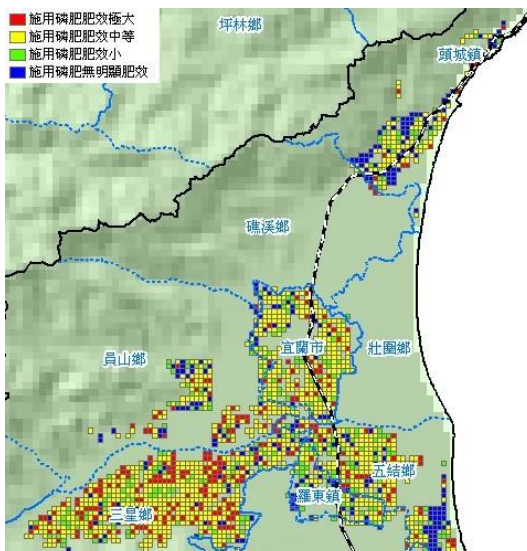 施用磷肥肥效極大
施用磷肥肥效中等
施用磷肥肥效小
施用磷肥無明顯肥效
坪林鄉
頭城鎮
礁溪鄉
宜蘭市
壯圍鄉
員山鄉
五結鄉
羅東鎮
三星鄉